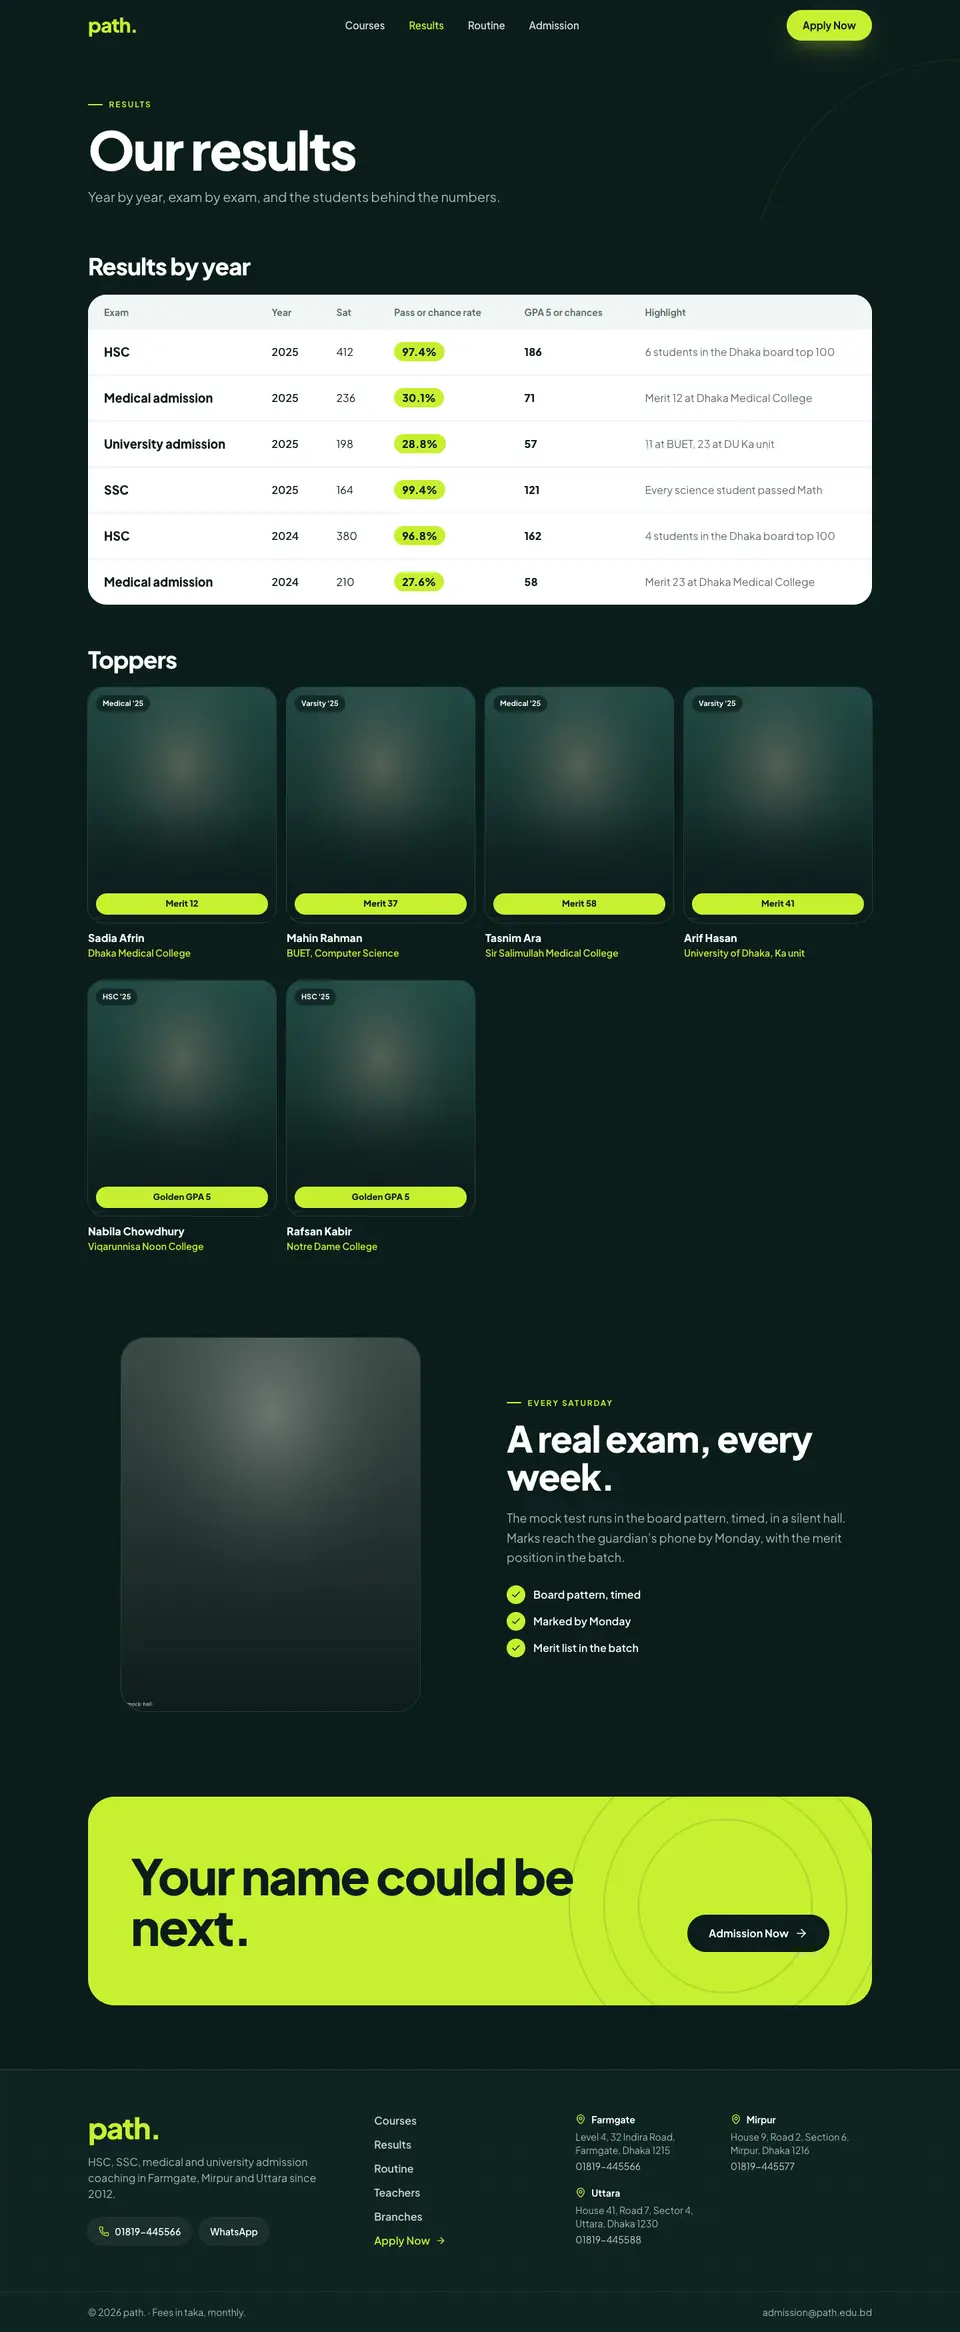 path.
Courses Results Routine Admission
Apply Now
RESULTS
Our results
Year by year, exam by exam, and the students behind the numbers.
Results by year
Exam Year Sat Pass or chance rate GPA 5 or chances Highlight
HSC 2025 412 97.4% 186 6 students in the Dhaka board top 100
Medical admission 2025 236 30.1% 71 Merit 12 at Dhaka Medical College
University admission 2025 198 28.8% 57 11 at BUET, 23 at DU Ka unit
SSC 2025 164 99.4% 121 Every science student passed Math
HSC 2024 380 96.8% 162 4 students in the Dhaka board top 100
Medical admission 2024 210 27.6% 58 Merit 23 at Dhaka Medical College
Toppers
Medical '25
Merit 12
Sadia Afrin
Dhaka Medical College
Varsity '25
Merit 37
Mahin Rahman
BUET, Computer Science
Medical '25
Merit 58
Tasnim Ara
Sir Salimullah Medical College
Varsity '25
Merit 41
Arif Hasan
University of Dhaka, Ka unit
HSC '25
Golden GPA 5
Nabila Chowdhury
Viqarunnisa Noon College
HSC '25
Golden GPA 5
Rafsan Kabir
Notre Dame College
mock-hall
EVERY SATURDAY
A real exam, every
week.
The mock test runs in the board pattern, timed, in a silent hall.
Marks reach the guardian's phone by Monday, with the merit
position in the batch.
Board pattern, timed
Marked by Monday
Merit list in the batch
Your name could be
next.
Admission Now
path.
HSC, SSC, medical and university admission
coaching in Farmgate, Mirpur and Uttara since
2012.
01819-445566 WhatsApp
Courses
Results
Routine
Teachers
Branches
Apply Now
Farmgate
Level 4, 32 Indira Road,
Farmgate, Dhaka 1215
01819-445566
Mirpur
House 9, Road 2, Section 6,
Mirpur, Dhaka 1216
01819-445577
Uttara
House 41, Road 7, Sector 4,
Uttara, Dhaka 1230
01819-445588
© 2026 path. · Fees in taka, monthly.
admission@path.edu.bd